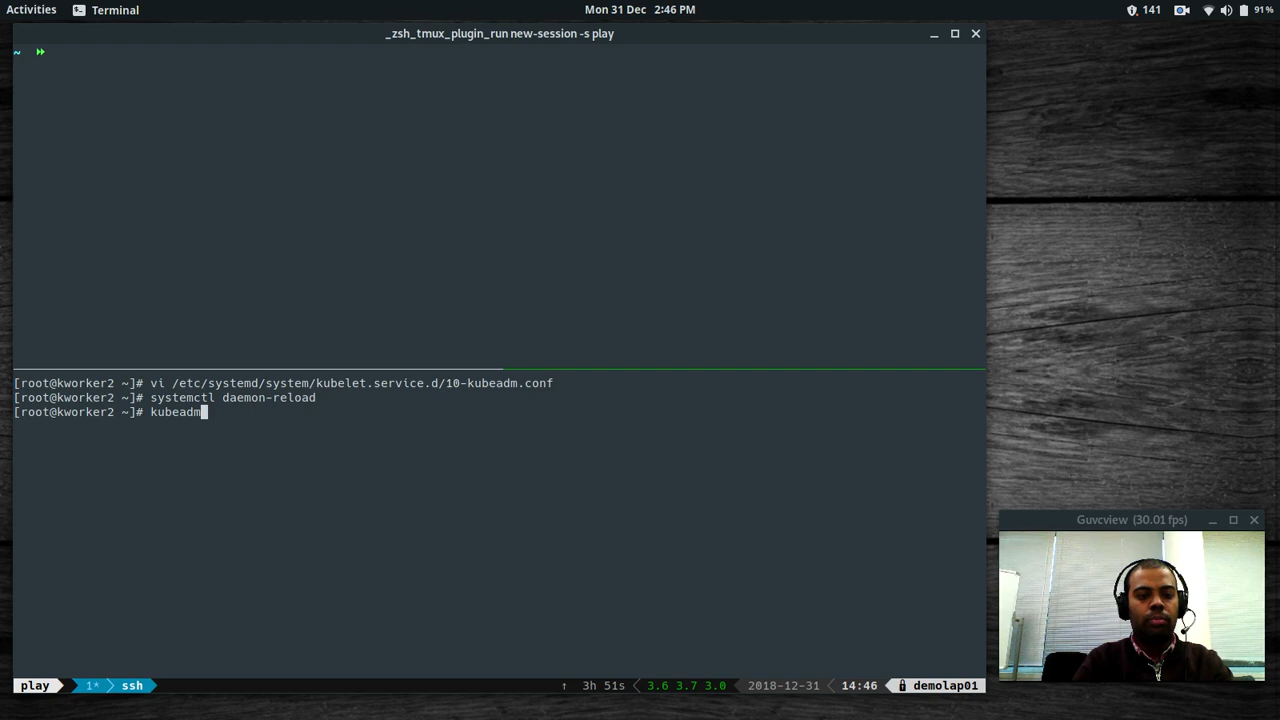 Activities Terminal Mon 31 Dec 2:46 PM 141 91%
_zsh_tmux_plugin_run new-session -s play
~
[root@kworker2 ~]# vi /etc/systemd/system/kubelet.service.d/10-kubeadm.conf
[root@kworker2 ~]# systemctl daemon-reload
[root@kworker2 ~]# kubeadm
Guvcview (30.01 fps)
play 1* ssh ↑ 3h 51s 3.6 3.7 3.0 2018-12-31 14:46 demolap01